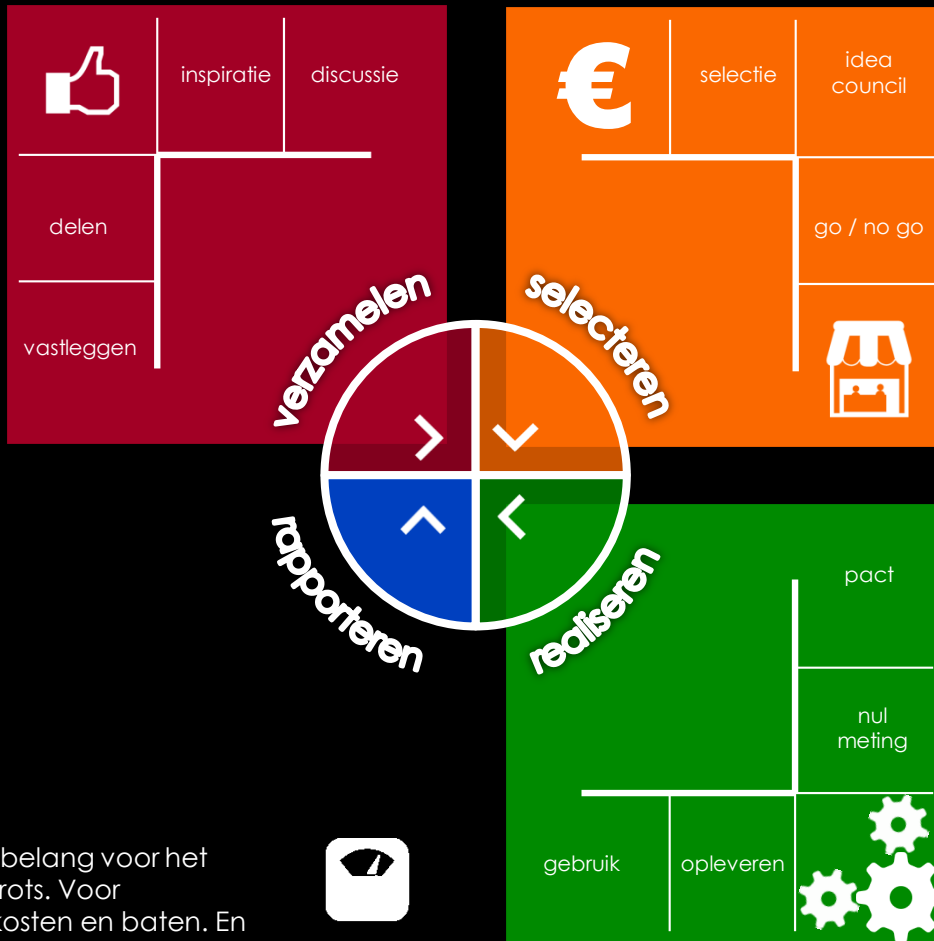 inspiratie
discussie
delen
vastleggen
€
selectie
idea
council
go / no go
verzamelen
selecteren
rapporteren
realiseren
pact
nul
meting
gebruik
opleveren
belang voor het
rots. Voor
kosten en baten. En